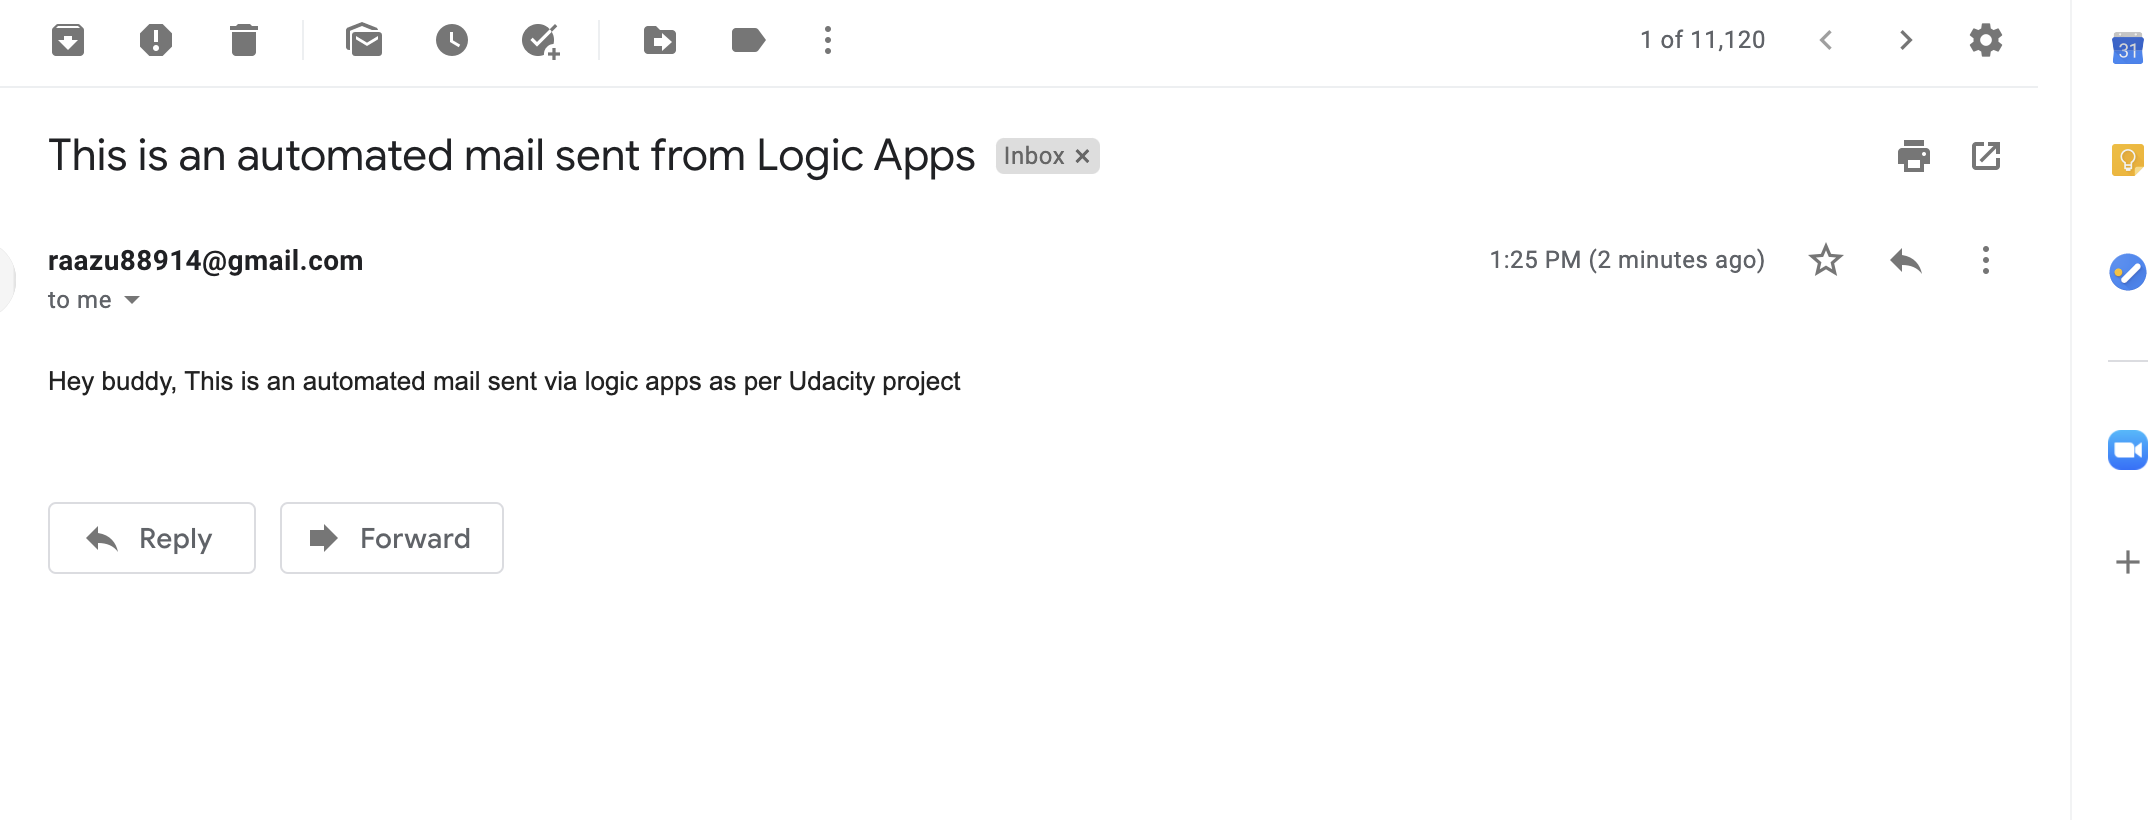 1 of 11,120
31
This is an automated mail sent from Logic Apps Inbox ×
raazu88914@gmail.com 1:25 PM (2 minutes ago)
to me
Hey buddy, This is an automated mail sent via logic apps as per Udacity project
Reply Forward